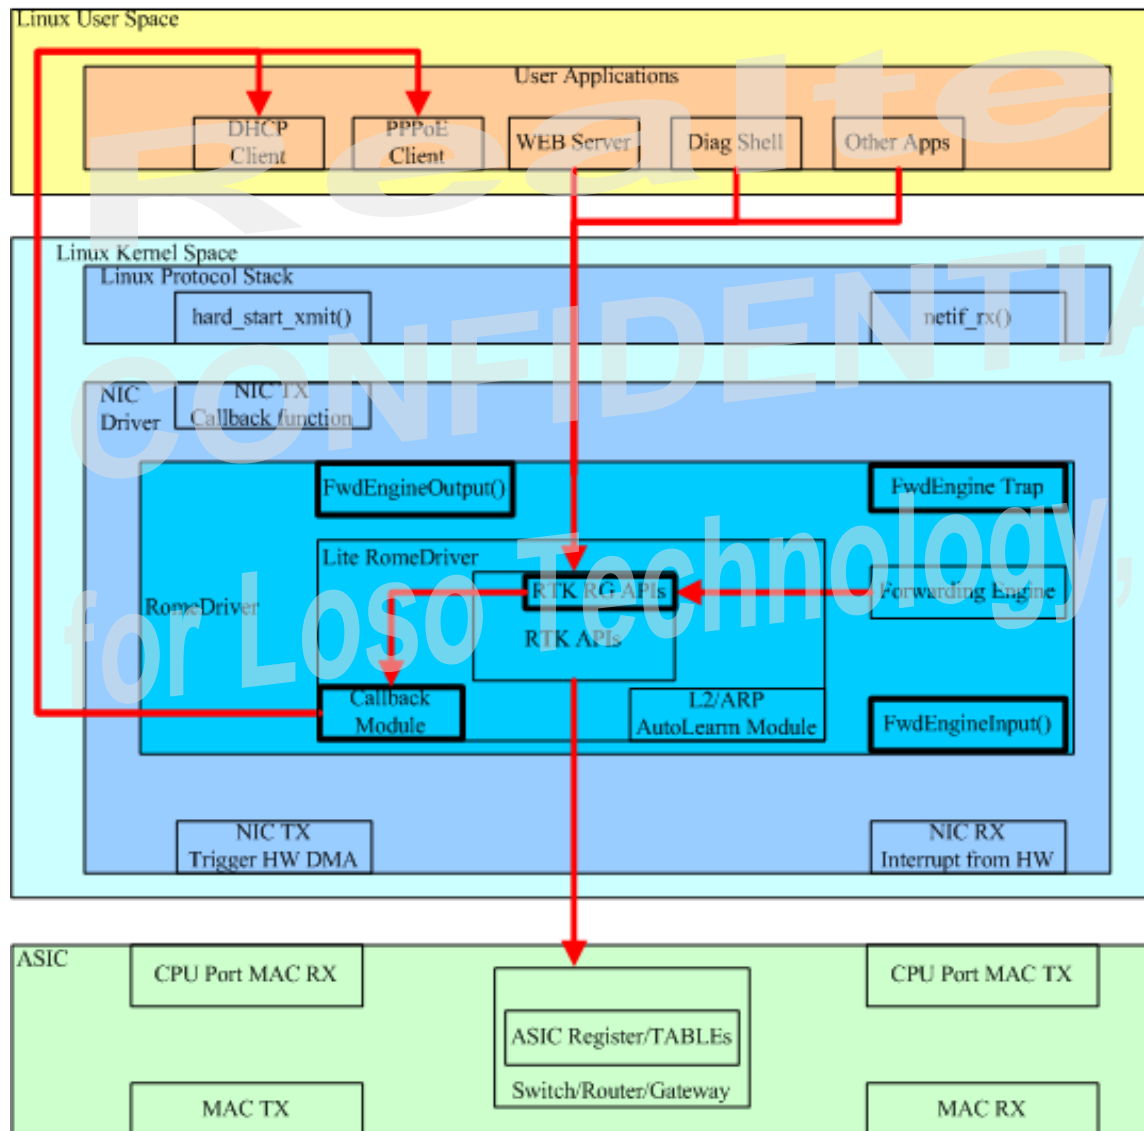 Linux User Space
User Applications
DHCP
Client
PPPoE
Client
WEB Server
Diag Shell
Other Apps
Linux Kernel Space
Linux Protocol Stack
hard_start_xmit()
netif_rx()
NIC
Driver
NIC TX
Callback function
FwdEngineOutput()
FwdEngine Trap
Lite RomeDriver
RTK RG APIs
Forwarding Engine
RomeDriver
RTK APIs
Callback
Module
L2/ARP
AutoLearm Module
FwdEngineInput()
NIC TX
Trigger HW DMA
NIC RX
Interrupt from HW
ASIC
CPU Port MAC RX
CPU Port MAC TX
ASIC Register/TABLEs
Switch/Router/Gateway
MAC TX
MAC RX
Realte
CONFIDENTIA
for Loso Technology,